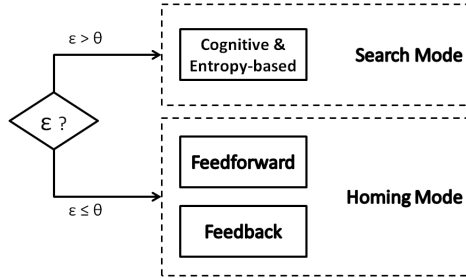 ε > θ
Cognitive &
Entropy-based
Search Mode
ε ?
Feedforward
Homing Mode
ε ≤ θ
Feedback